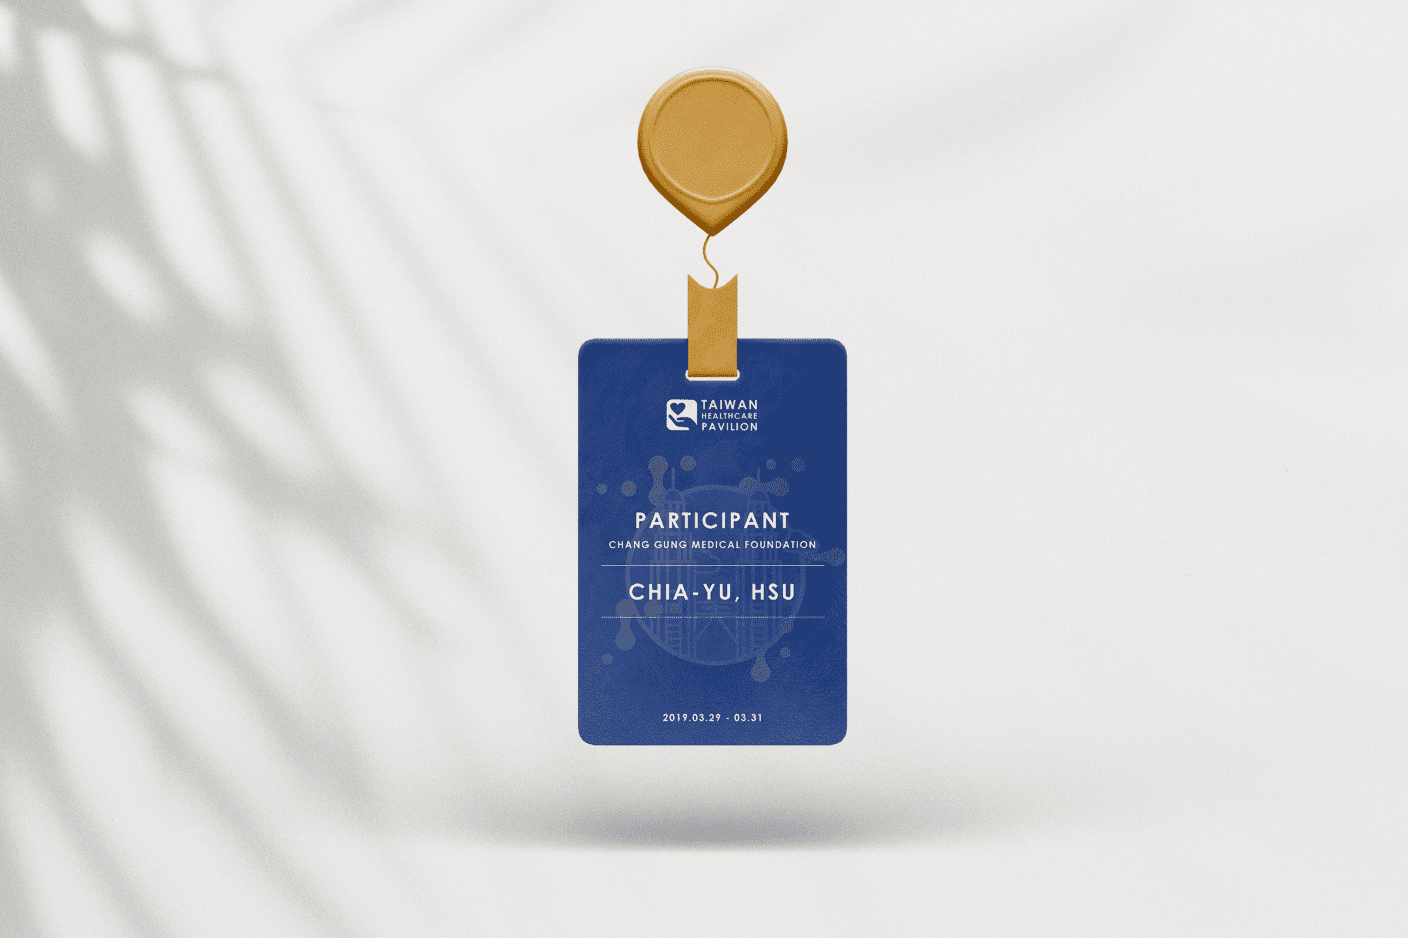 TAIWAN
HEALTHCARE
PAVILION
PARTICIPANT
CHANG GUNG MEDICAL FOUNDATION
CHIA-YU, HSU
2019.03.29 - 03.31